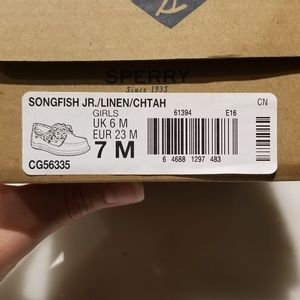 SPERRY
Since 1935
SONGFISH JR./LINEN/CHTAH
GIRLS
UK 6 M
EUR 23 M
7 M
61394
E16
CN
CG56335
6 4688 1297 483